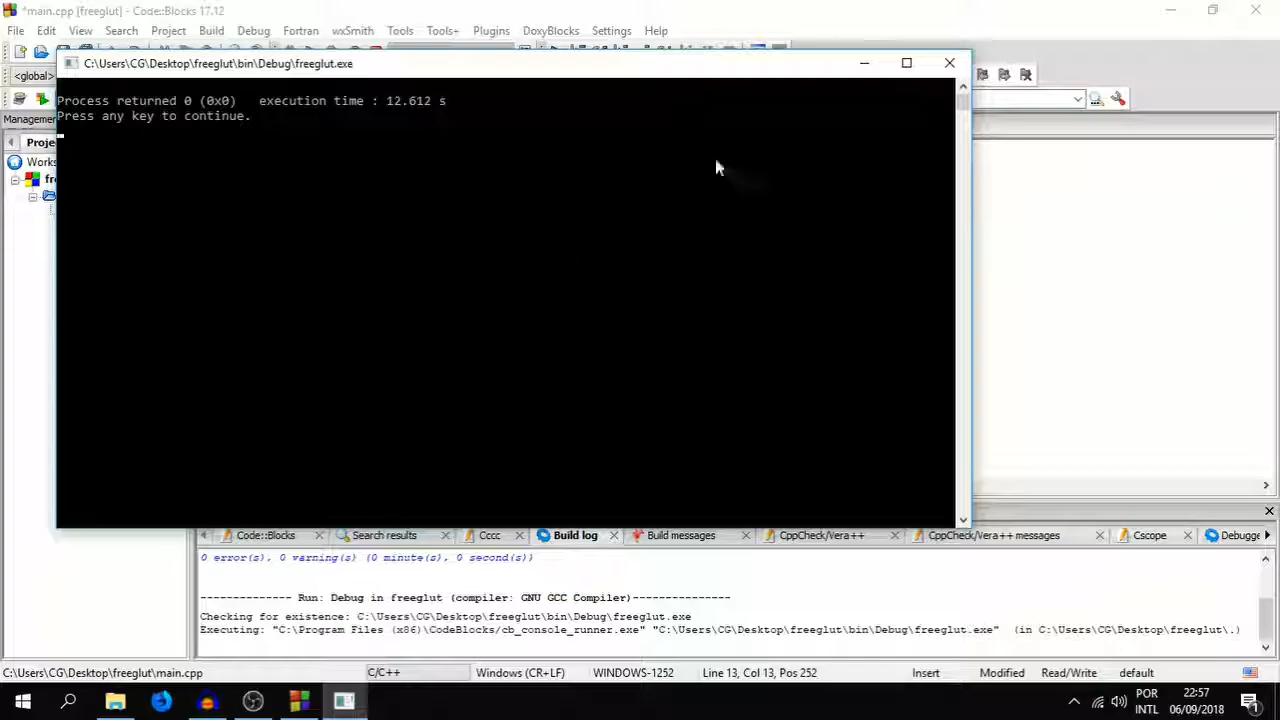 *main.cpp [freeglut] - Code::Blocks 17.12
File Edit View Search Project Build Debug Fortran wxSmith Tools Tools+ Plugins DoxyBlocks Settings Help
C:\Users\CG\Desktop\freeglut\bin\Debug\freeglut.exe
<global>
Process returned 0 (0x0)   execution time : 12.612 s
Press any key to continue.
Managemen
Proje
Works
fre
Code::Blocks Search results Cccc Build log Build messages CppCheck/Vera++ CppCheck/Vera++ messages Cscope Debugge
0 error(s), 0 warning(s) (0 minute(s), 0 second(s))
-------------- Run: Debug in freeglut (compiler: GNU GCC Compiler)---------------
Checking for existence: C:\Users\CG\Desktop\freeglut\bin\Debug\freeglut.exe
Executing: "C:\Program Files (x86)\CodeBlocks/cb_console_runner.exe" "C:\Users\CG\Desktop\freeglut\bin\Debug\freeglut.exe"  (in C:\Users\CG\Desktop\freeglut\.)
C:\Users\CG\Desktop\freeglut\main.cpp C/C++ Windows (CR+LF) WINDOWS-1252 Line 13, Col 13, Pos 252 Insert Modified Read/Write default
POR 22:57
INTL 06/09/2018 1